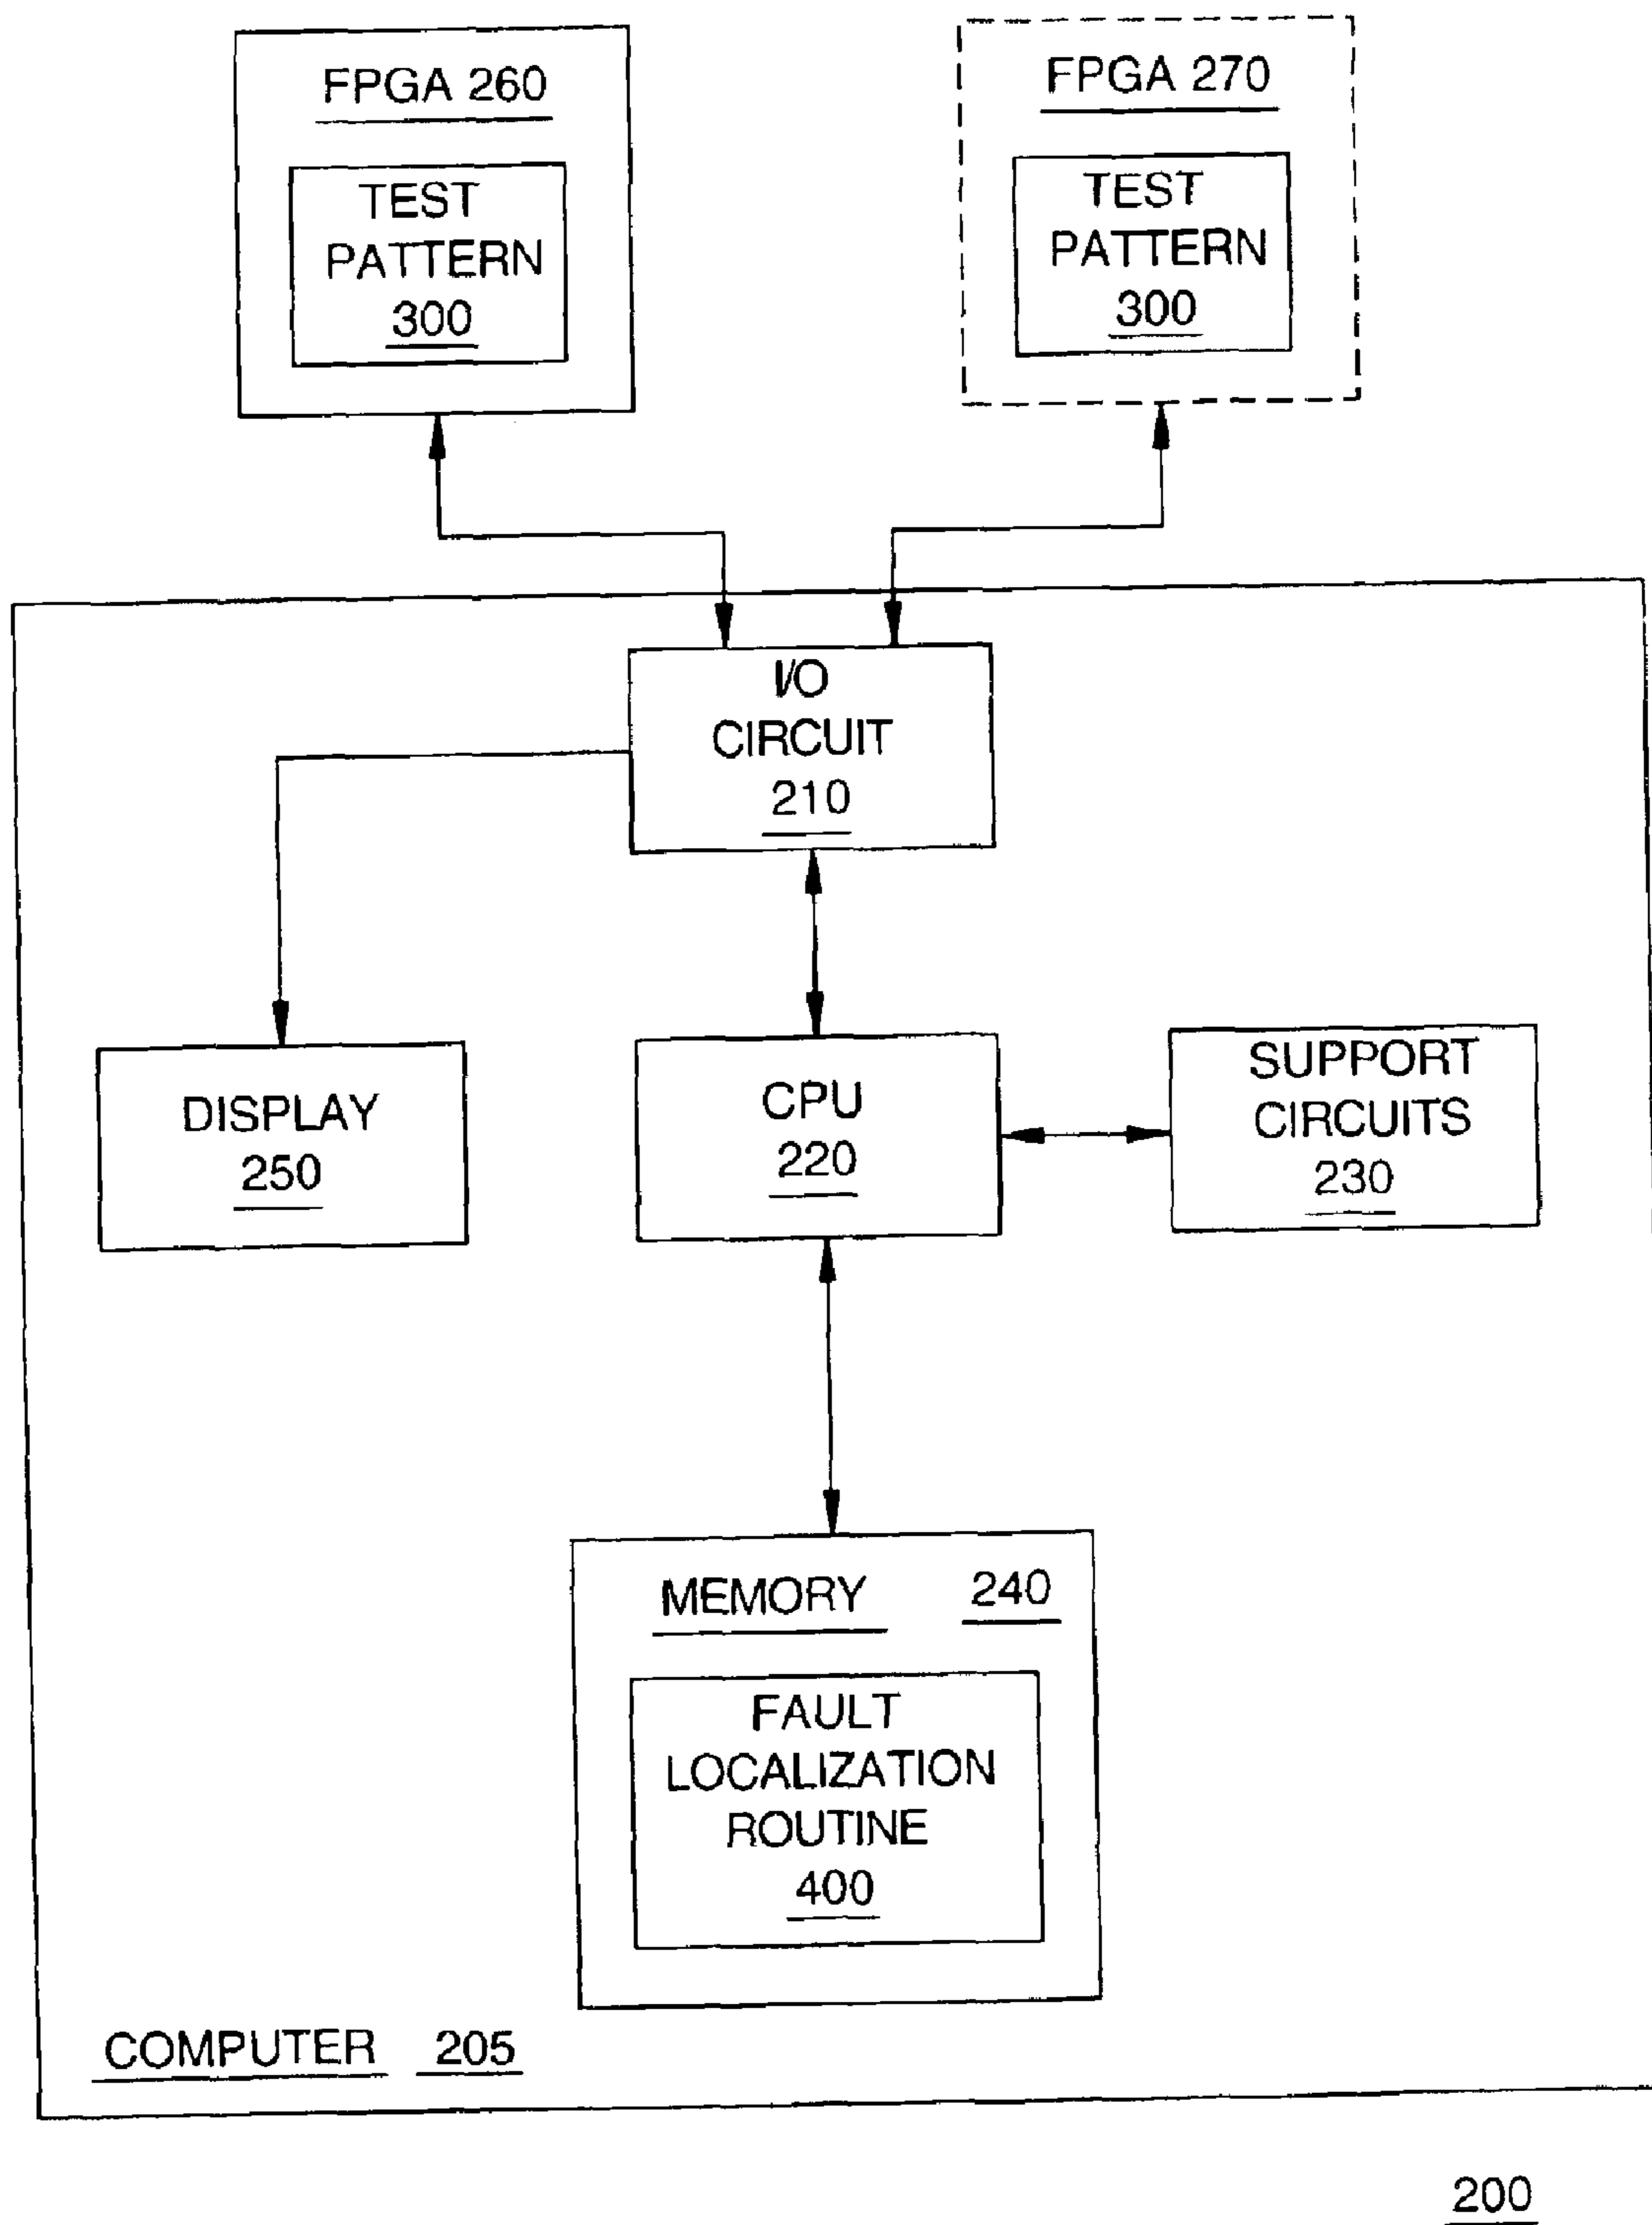 FPGA 260
TEST
PATTERN
300
FPGA 270
TEST
PATTERN
300
I/O
CIRCUIT
210
DISPLAY
250
CPU
220
SUPPORT
CIRCUITS
230
MEMORY 240
FAULT
LOCALIZATION
ROUTINE
400
COMPUTER 205
200